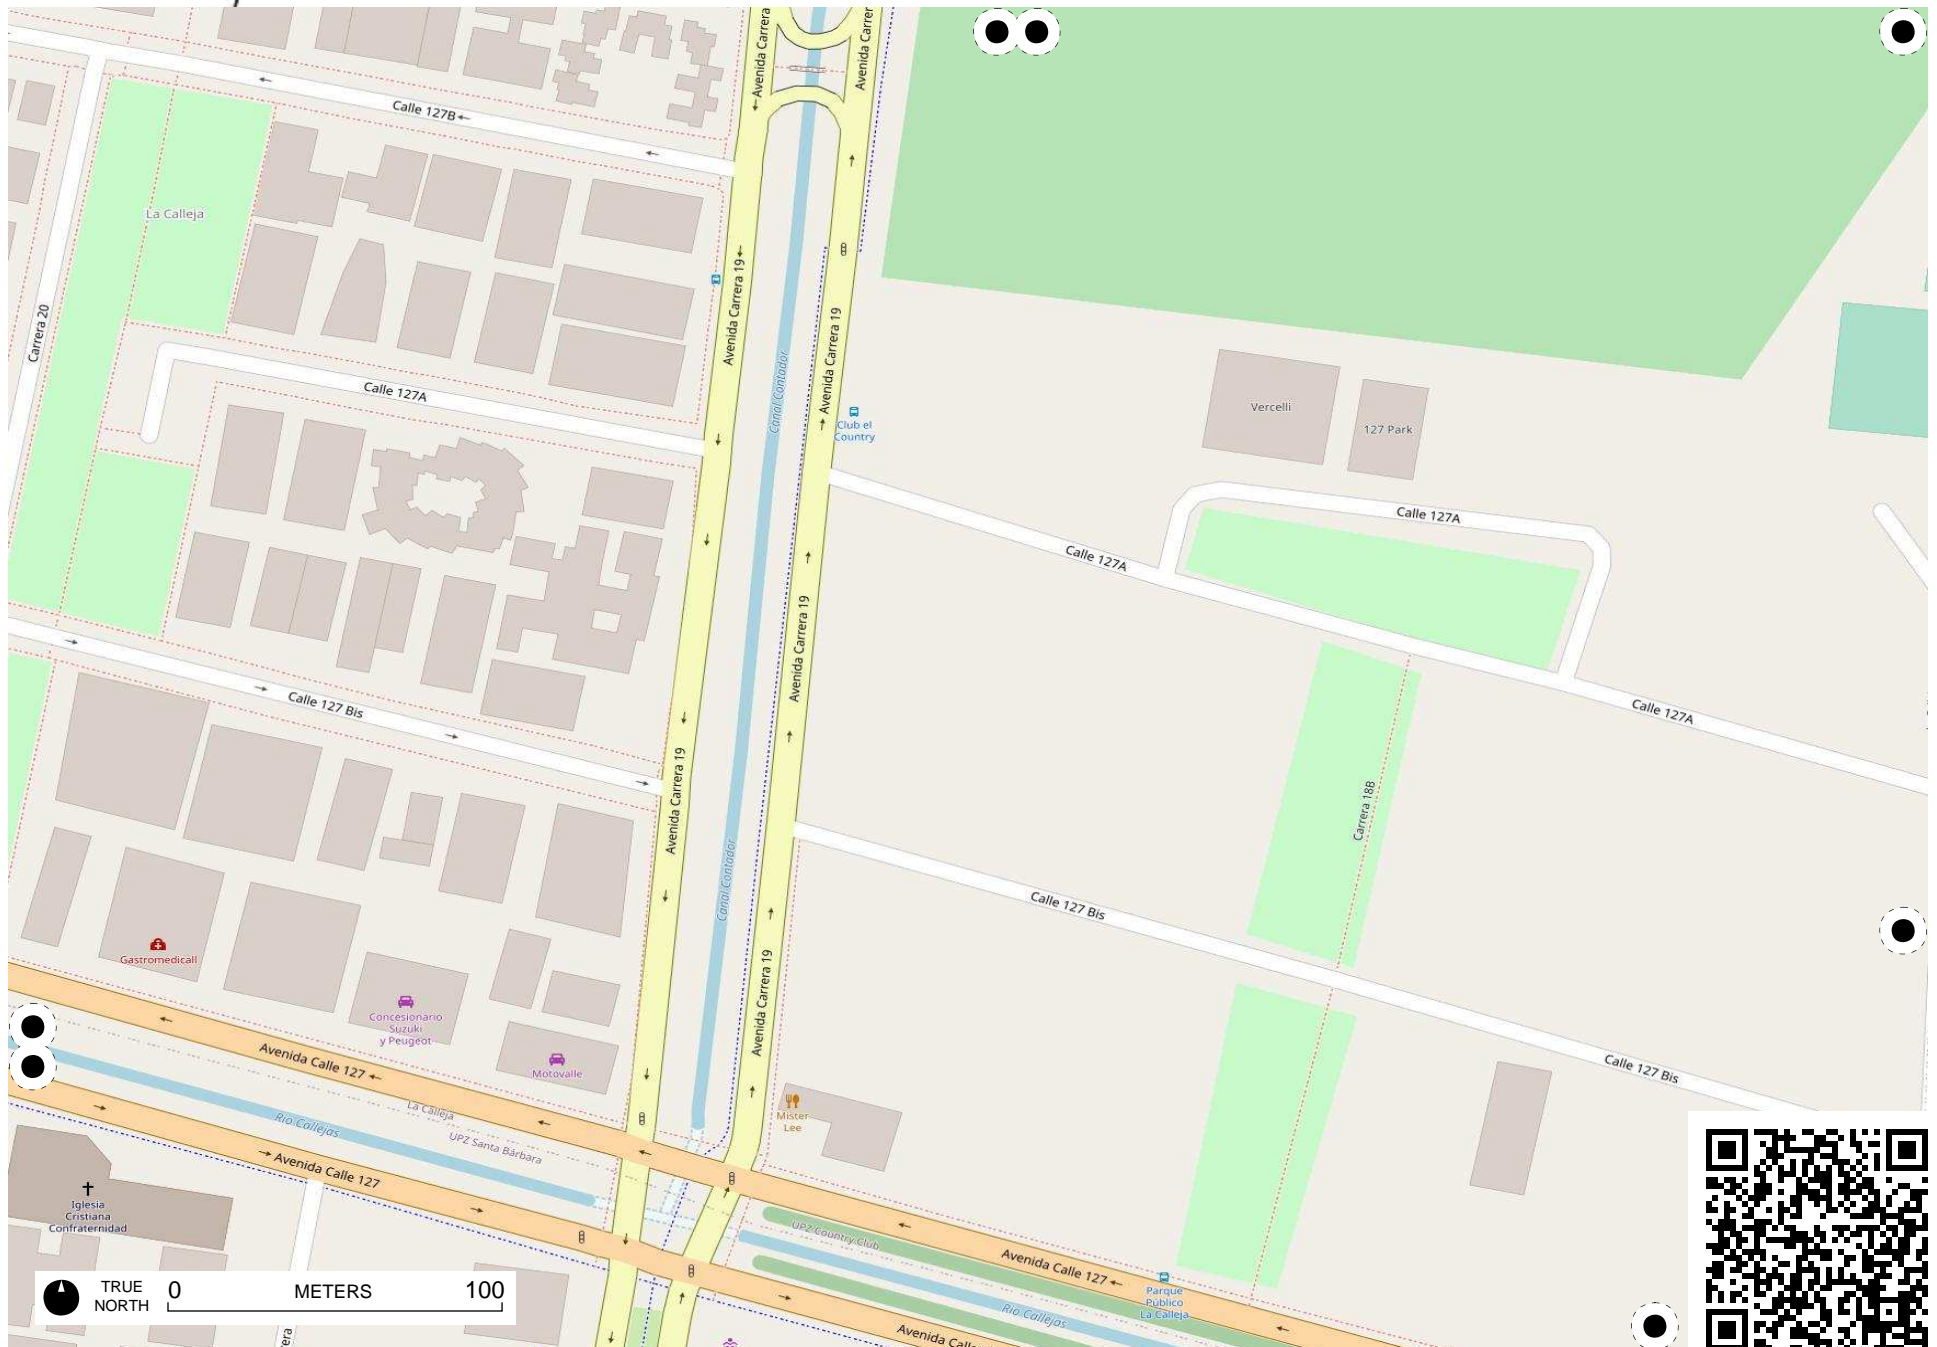 Avenida Carrera
Avenida Carrera
Calle 127B
La Calleja
Carrera 20
Avenida Carrera 19
Avenida Carrera 19
Canal Contador
Calle 127A
Club el
Country
Vercelli
127 Park
Calle 127A
Calle 127A
Avenida Carrera 19
Calle 127 Bis
Calle 127A
Avenida Carrera 19
Carrera 18B
Canal Contador
Calle 127 Bis
Gastromedicall
Avenida Carrera 19
Concesionario
Suzuki
y Peugeot
Avenida Calle 127
Motovalle
Calle 127 Bis
La Calleja
Mister
Lee
Rio Callejas
UPZ Santa Bárbara
Avenida Calle 127
Iglesia
Cristiana
Confraternidad
UPZ Country Club
Avenida Calle 127
Parque
Público
La Calleja
Rio Callejas
TRUE
NORTH
0 METERS 100